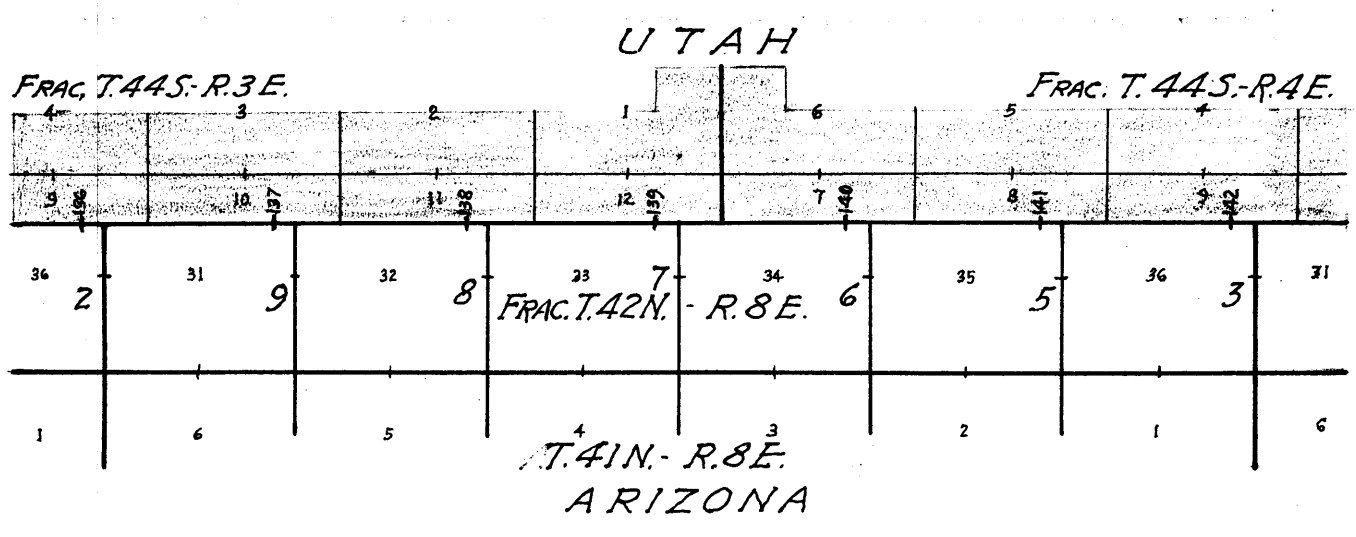 UTAH
FRAC. T.44S.-R.3E.
FRAC. T.44S.-R.4E.
4 3 2 1 6 5 4
9 136 10 137 11 138 12 139 7 140 8 141 9 142
36 31 32 33 34 35 36 31
2 9 8 7 6 5 3
FRAC. T.42N. - R.8E.
1 6 5 4 3 2 1 6
T.41N.- R.8E.
ARIZONA